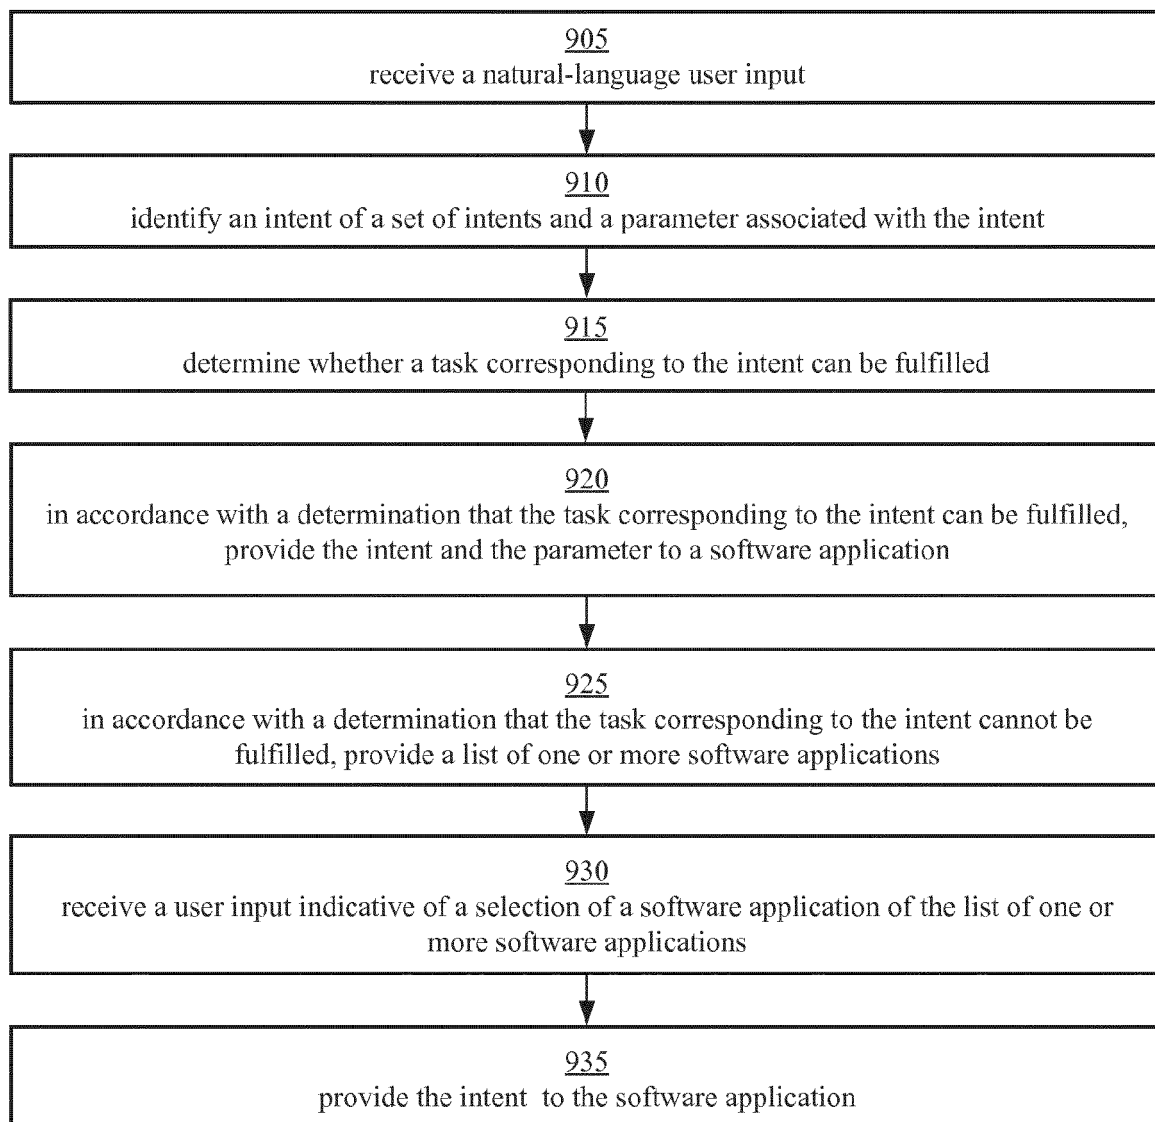 905
receive a natural-language user input
910
identify an intent of a set of intents and a parameter associated with the intent
915
determine whether a task corresponding to the intent can be fulfilled
920
in accordance with a determination that the task corresponding to the intent can be fulfilled,
provide the intent and the parameter to a software application
925
in accordance with a determination that the task corresponding to the intent cannot be
fulfilled, provide a list of one or more software applications
930
receive a user input indicative of a selection of a software application of the list of one or
more software applications
935
provide the intent to the software application